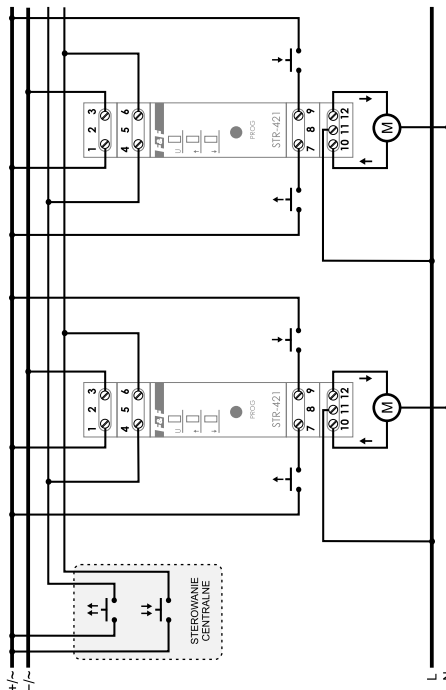 +/~
-/~
1 2 3
4 5 6
F&F
U
↑
↓
PROG
STR-421
7 8 9
10 11 12
M
1 2 3
4 5 6
F&F
U
↑
↓
PROG
STR-421
7 8 9
10 11 12
M
STEROWANIE
CENTRALNE
L
N